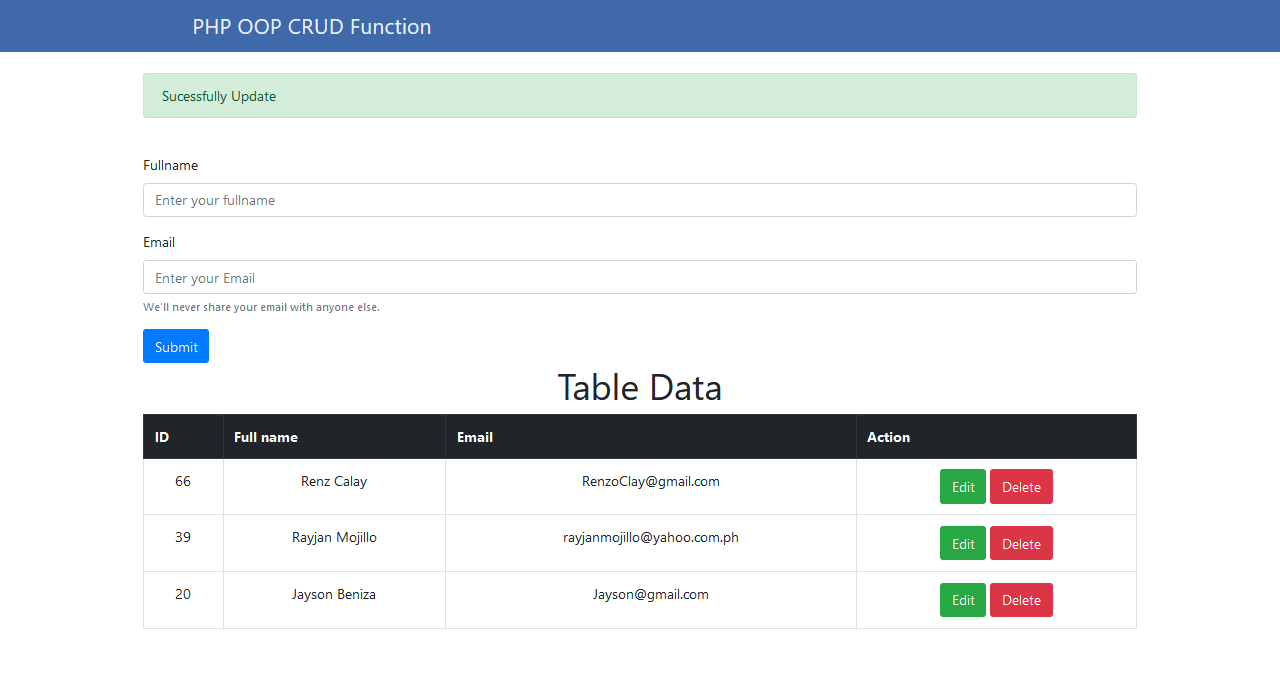 PHP OOP CRUD Function
Sucessfully Update
Fullname
Enter your fullname
Email
Enter your Email
We'll never share your email with anyone else.
Submit
Table Data
ID Full name Email Action
66 Renz Calay RenzoClay@gmail.com Edit Delete
39 Rayjan Mojillo rayjanmojillo@yahoo.com.ph Edit Delete
20 Jayson Beniza Jayson@gmail.com Edit Delete